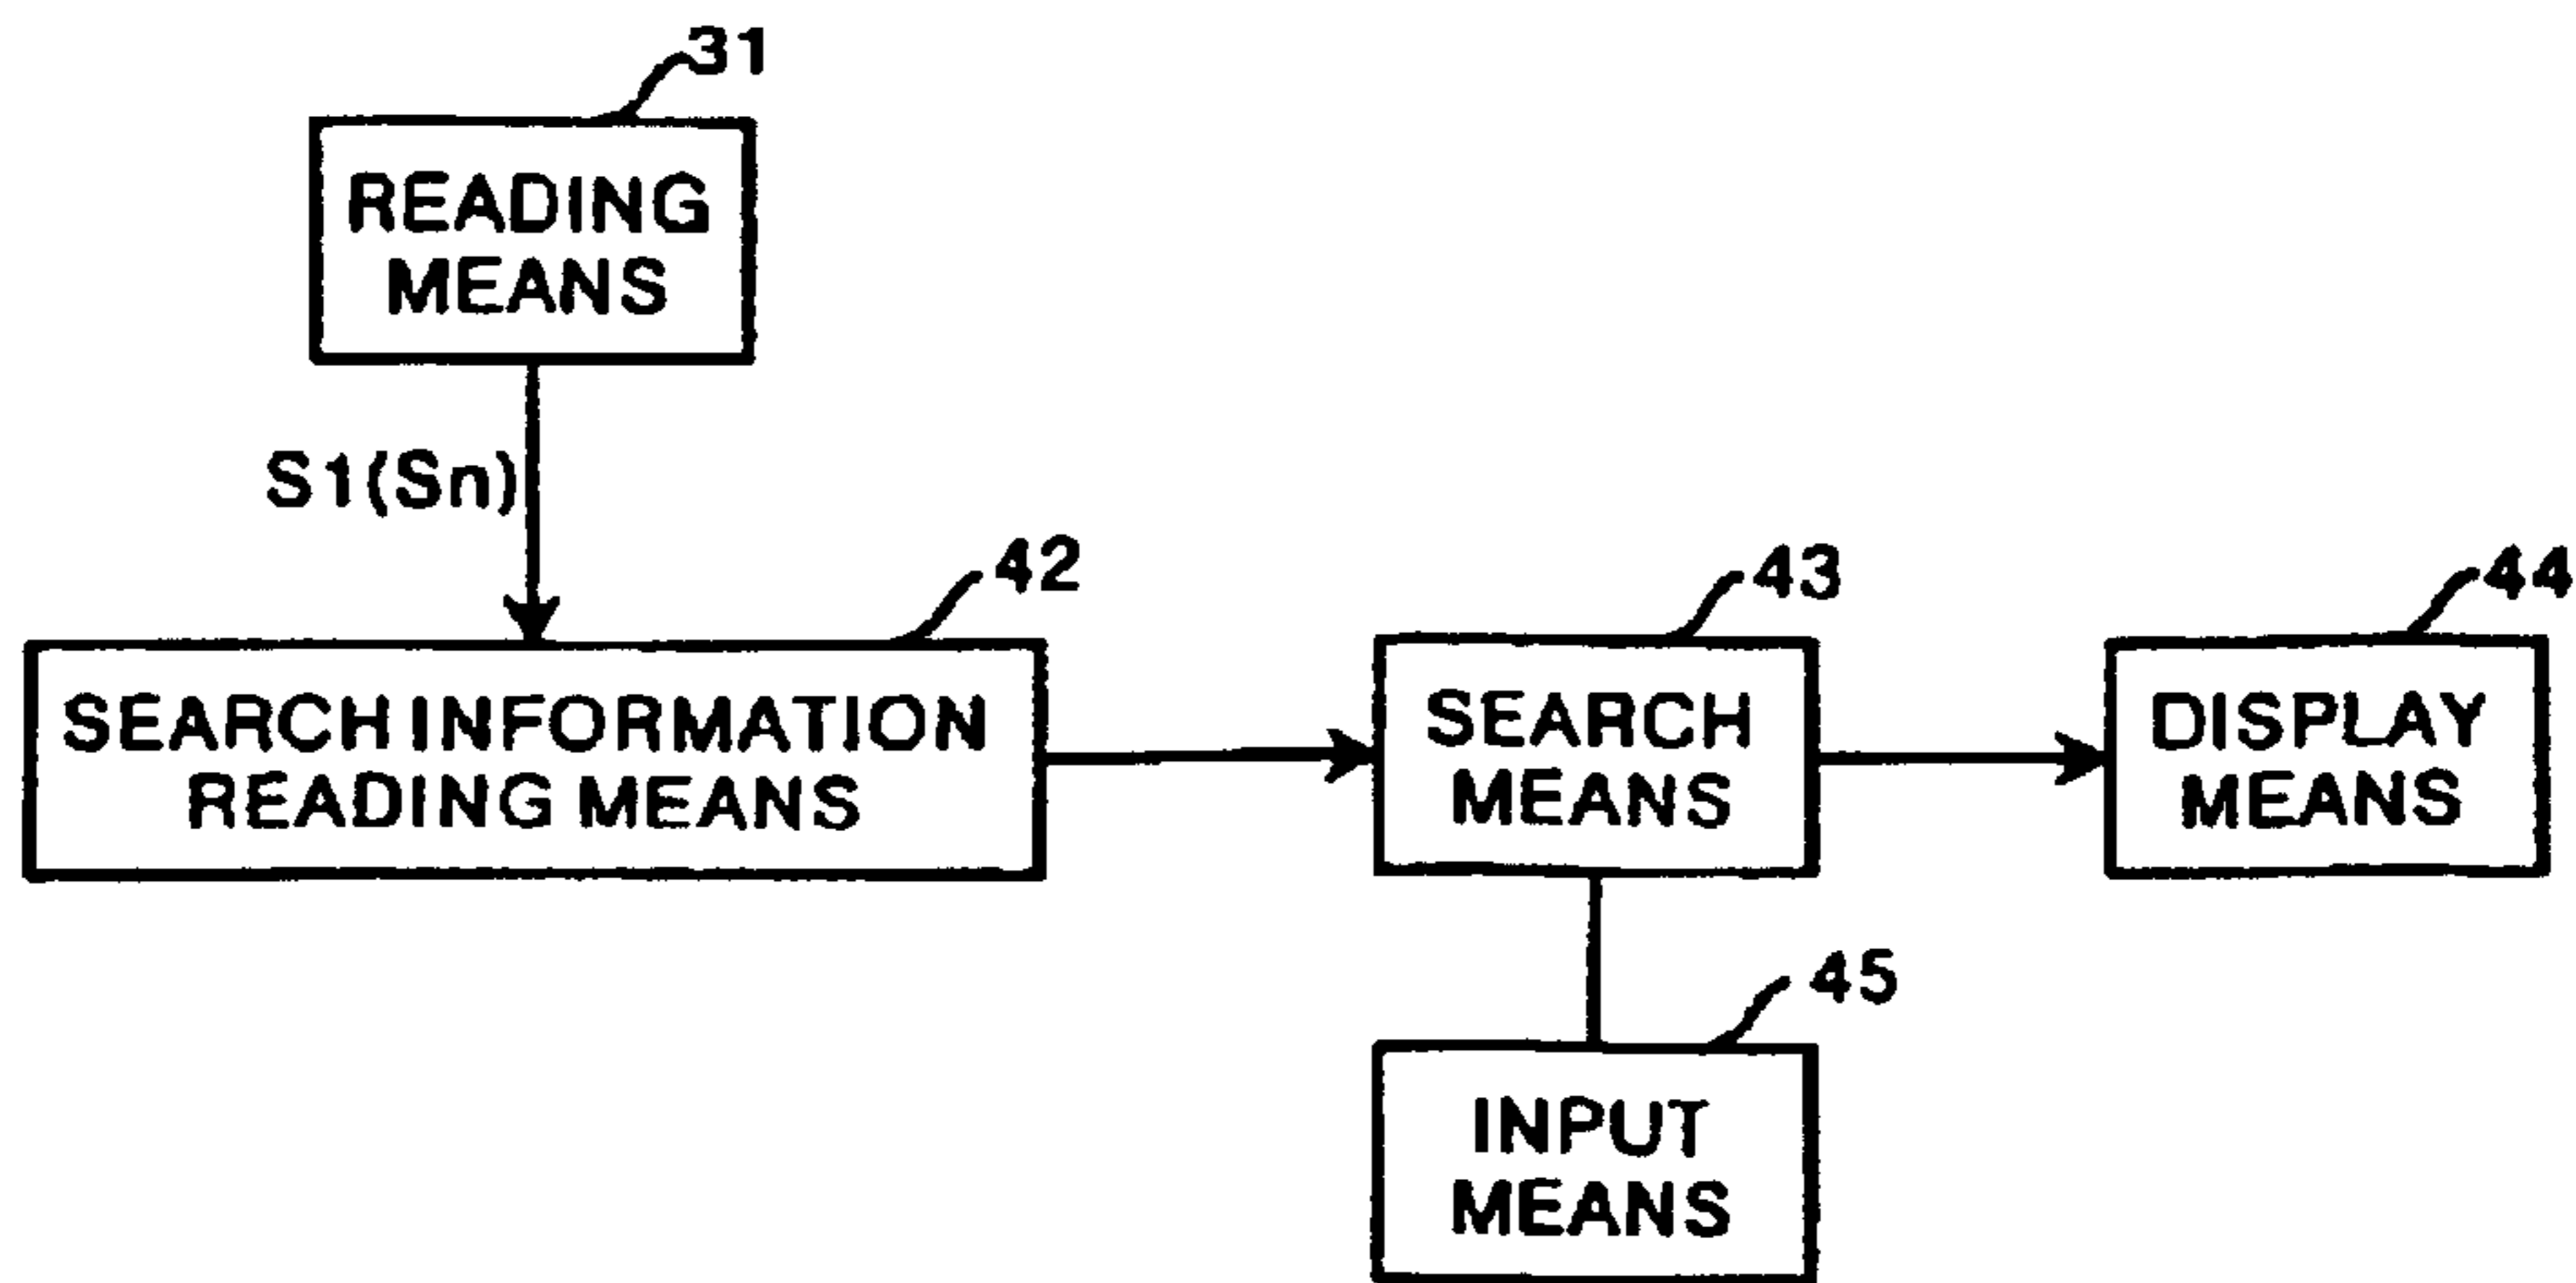 31
READING
MEANS
S1(Sn)
42
43
44
SEARCH INFORMATION
READING MEANS
SEARCH
MEANS
DISPLAY
MEANS
45
INPUT
MEANS